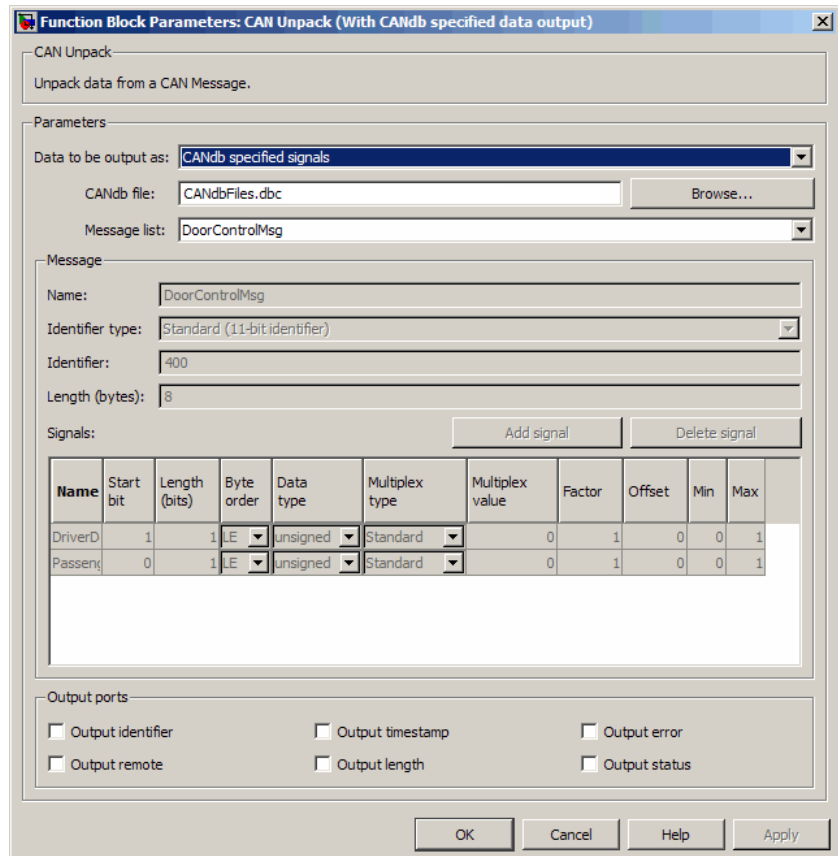 Function Block Parameters: CAN Unpack (With CANdb specified data output)
CAN Unpack
Unpack data from a CAN Message.
Parameters
Data to be output as: CANdb specified signals
CANdb file: CANdbFiles.dbc Browse...
Message list: DoorControlMsg
Message
Name: DoorControlMsg
Identifier type: Standard (11-bit identifier)
Identifier: 400
Length (bytes): 8
Signals: Add signal Delete signal
Name Start bit Length (bits) Byte order Data type Multiplex type Multiplex value Factor Offset Min Max
DriverD 1 1 LE unsigned Standard 0 1 0 0 1
Passeng 0 1 LE unsigned Standard 0 1 0 0 1
Output ports
Output identifier Output timestamp Output error
Output remote Output length Output status
OK Cancel Help Apply